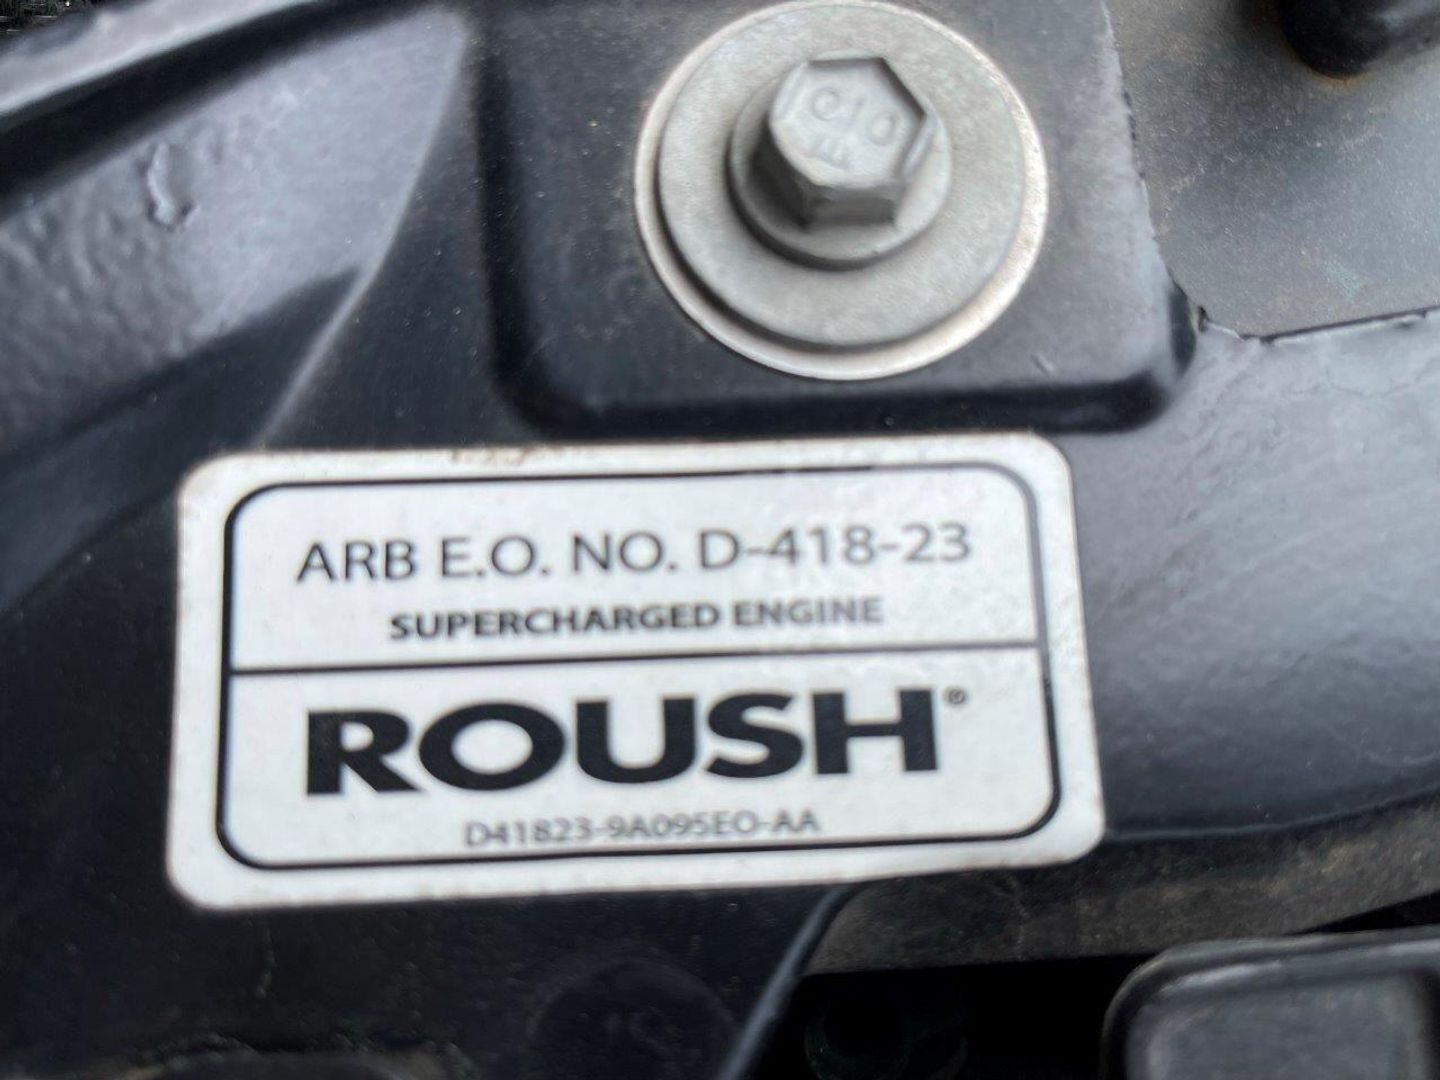 ARB E.O. NO. D-418-23
SUPERCHARGED ENGINE
ROUSH®
D41823-9A095EO-AA